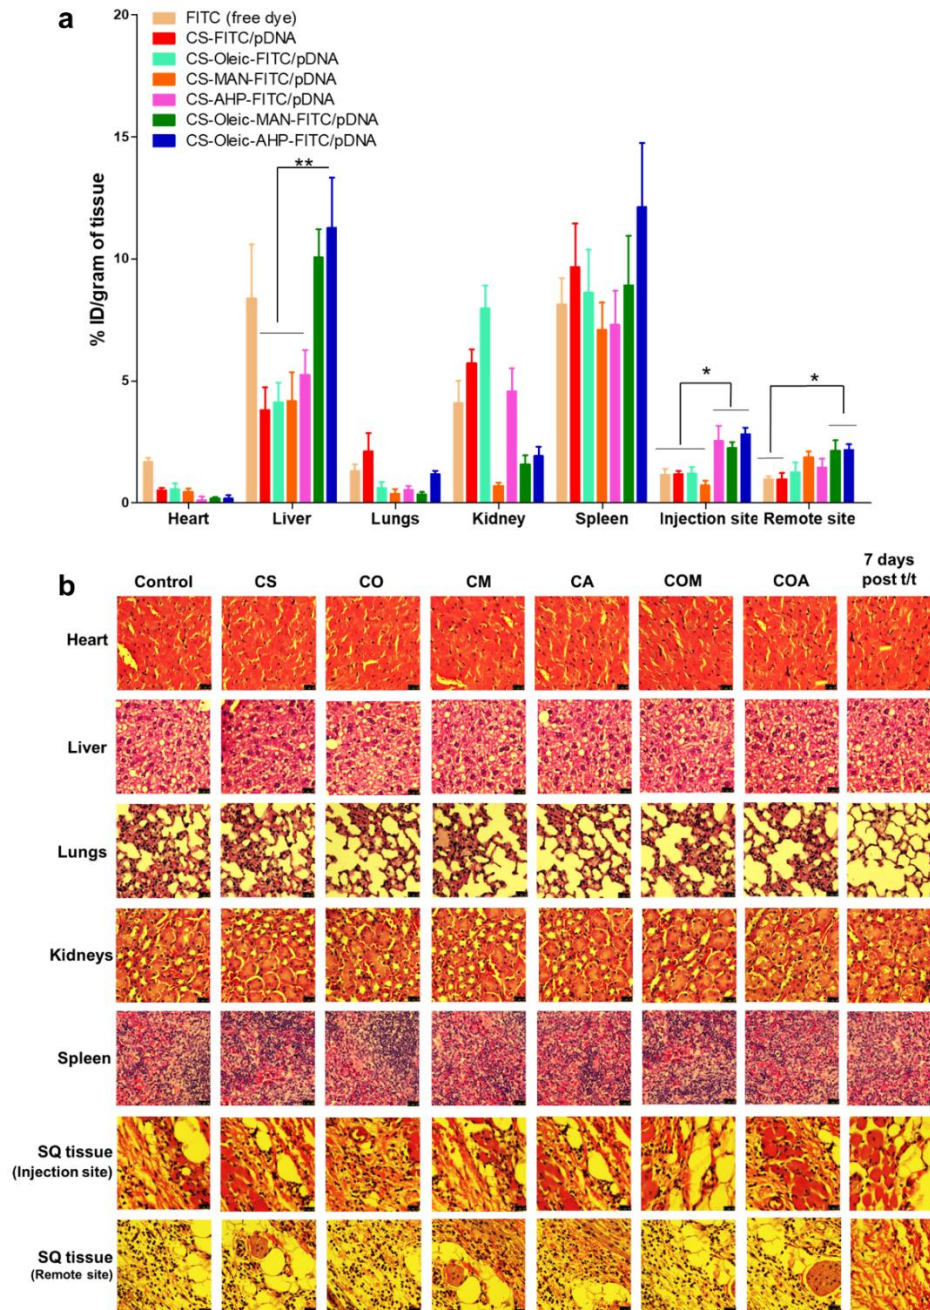 a
% ID/gram of tissue
20
15
10
5
0
FITC (free dye)
CS-FITC/pDNA
CS-Oleic-FITC/pDNA
CS-MAN-FITC/pDNA
CS-AHP-FITC/pDNA
CS-Oleic-MAN-FITC/pDNA
CS-Oleic-AHP-FITC/pDNA
**
*
*
Heart Liver Lungs Kidney Spleen Injection site Remote site
b
Control CS CO CM CA COM COA 7 days
post t/t
Heart
Liver
Lungs
Kidneys
Spleen
SQ tissue
(Injection site)
SQ tissue
(Remote site)